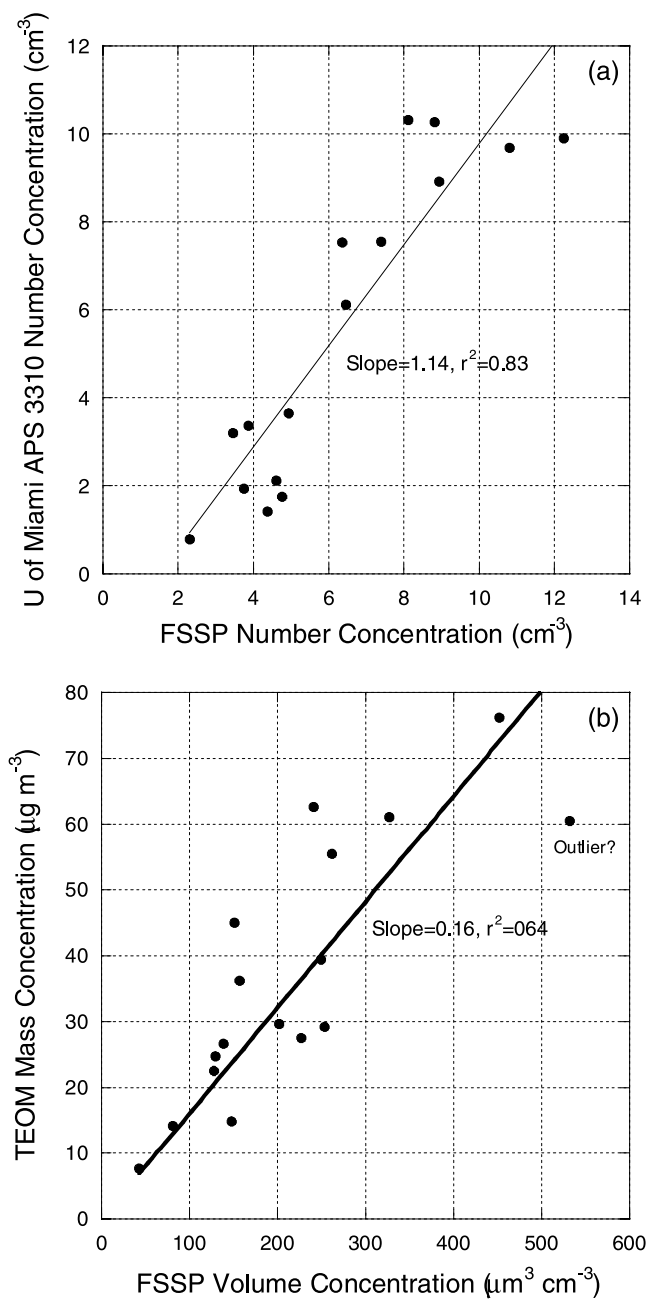 (a)
U of Miami APS 3310 Number Concentration (cm-3)
12
10
8
6
4
2
0
Slope=1.14, r2=0.83
0 2 4 6 8 10 12 14
FSSP Number Concentration (cm-3)
(b)
TEOM Mass Concentration (μg m-3)
80
70
60
50
40
30
20
10
0
Outlier?
Slope=0.16, r2=064
0 100 200 300 400 500 600
FSSP Volume Concentration (μm3 cm-3)